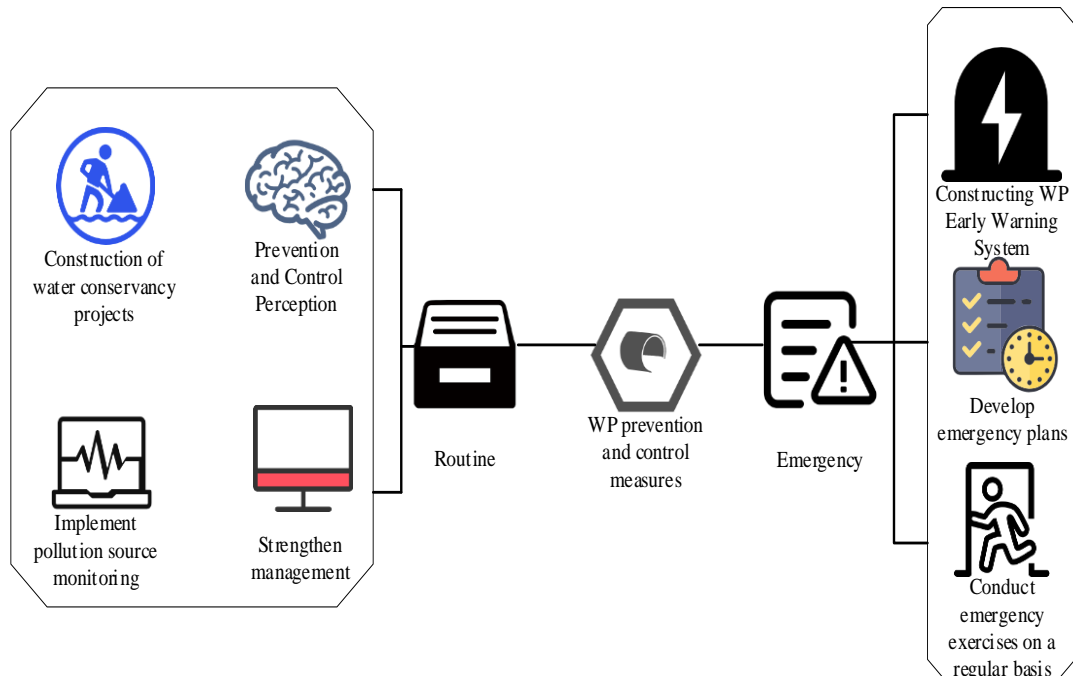 Construction of
water conservancy
projects
Prevention
and Control
Perception
Implement
pollution source
monitoring
Strengthen
management
Routine
WP prevention
and control
measures
Emergency
Constructing WP
Early Warning
System
Develop
emergency plans
Conduct
emergency
exercises on a
regular basis